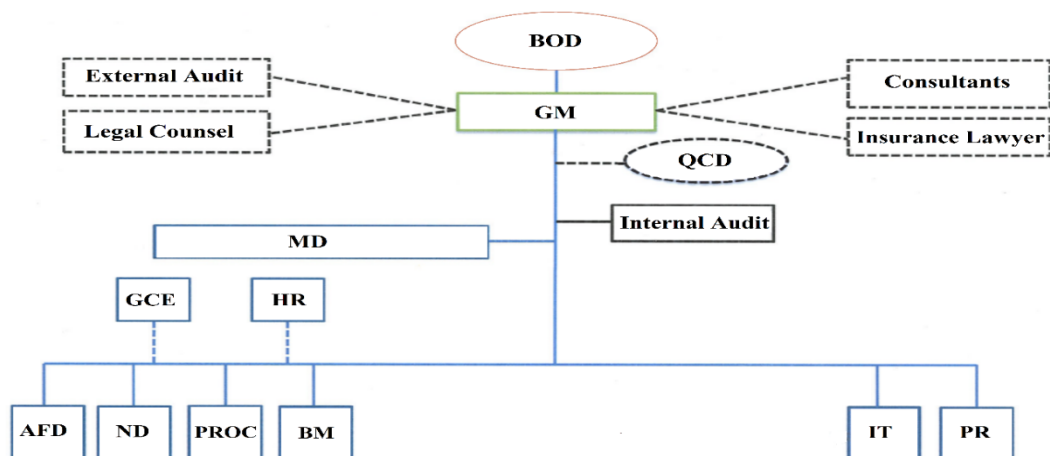 BOD
External Audit
Consultants
GM
Legal Counsel
Insurance Lawyer
QCD
Internal Audit
MD
GCE
HR
AFD
ND
PROC
BM
IT
PR